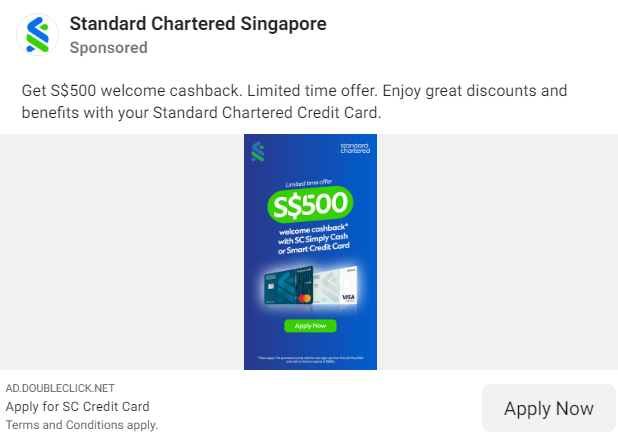 Standard Chartered Singapore
Sponsored
Get S$500 welcome cashback. Limited time offer. Enjoy great discounts and
benefits with your Standard Chartered Credit Card.
standard
chartered
Limited time offer
S$500
welcome cashback*
with SC Simply Cash
or Smart Credit Card
VISA
Apply Now
AD.DOUBLECLICK.NET
Apply for SC Credit Card
Terms and Conditions apply.
Apply Now